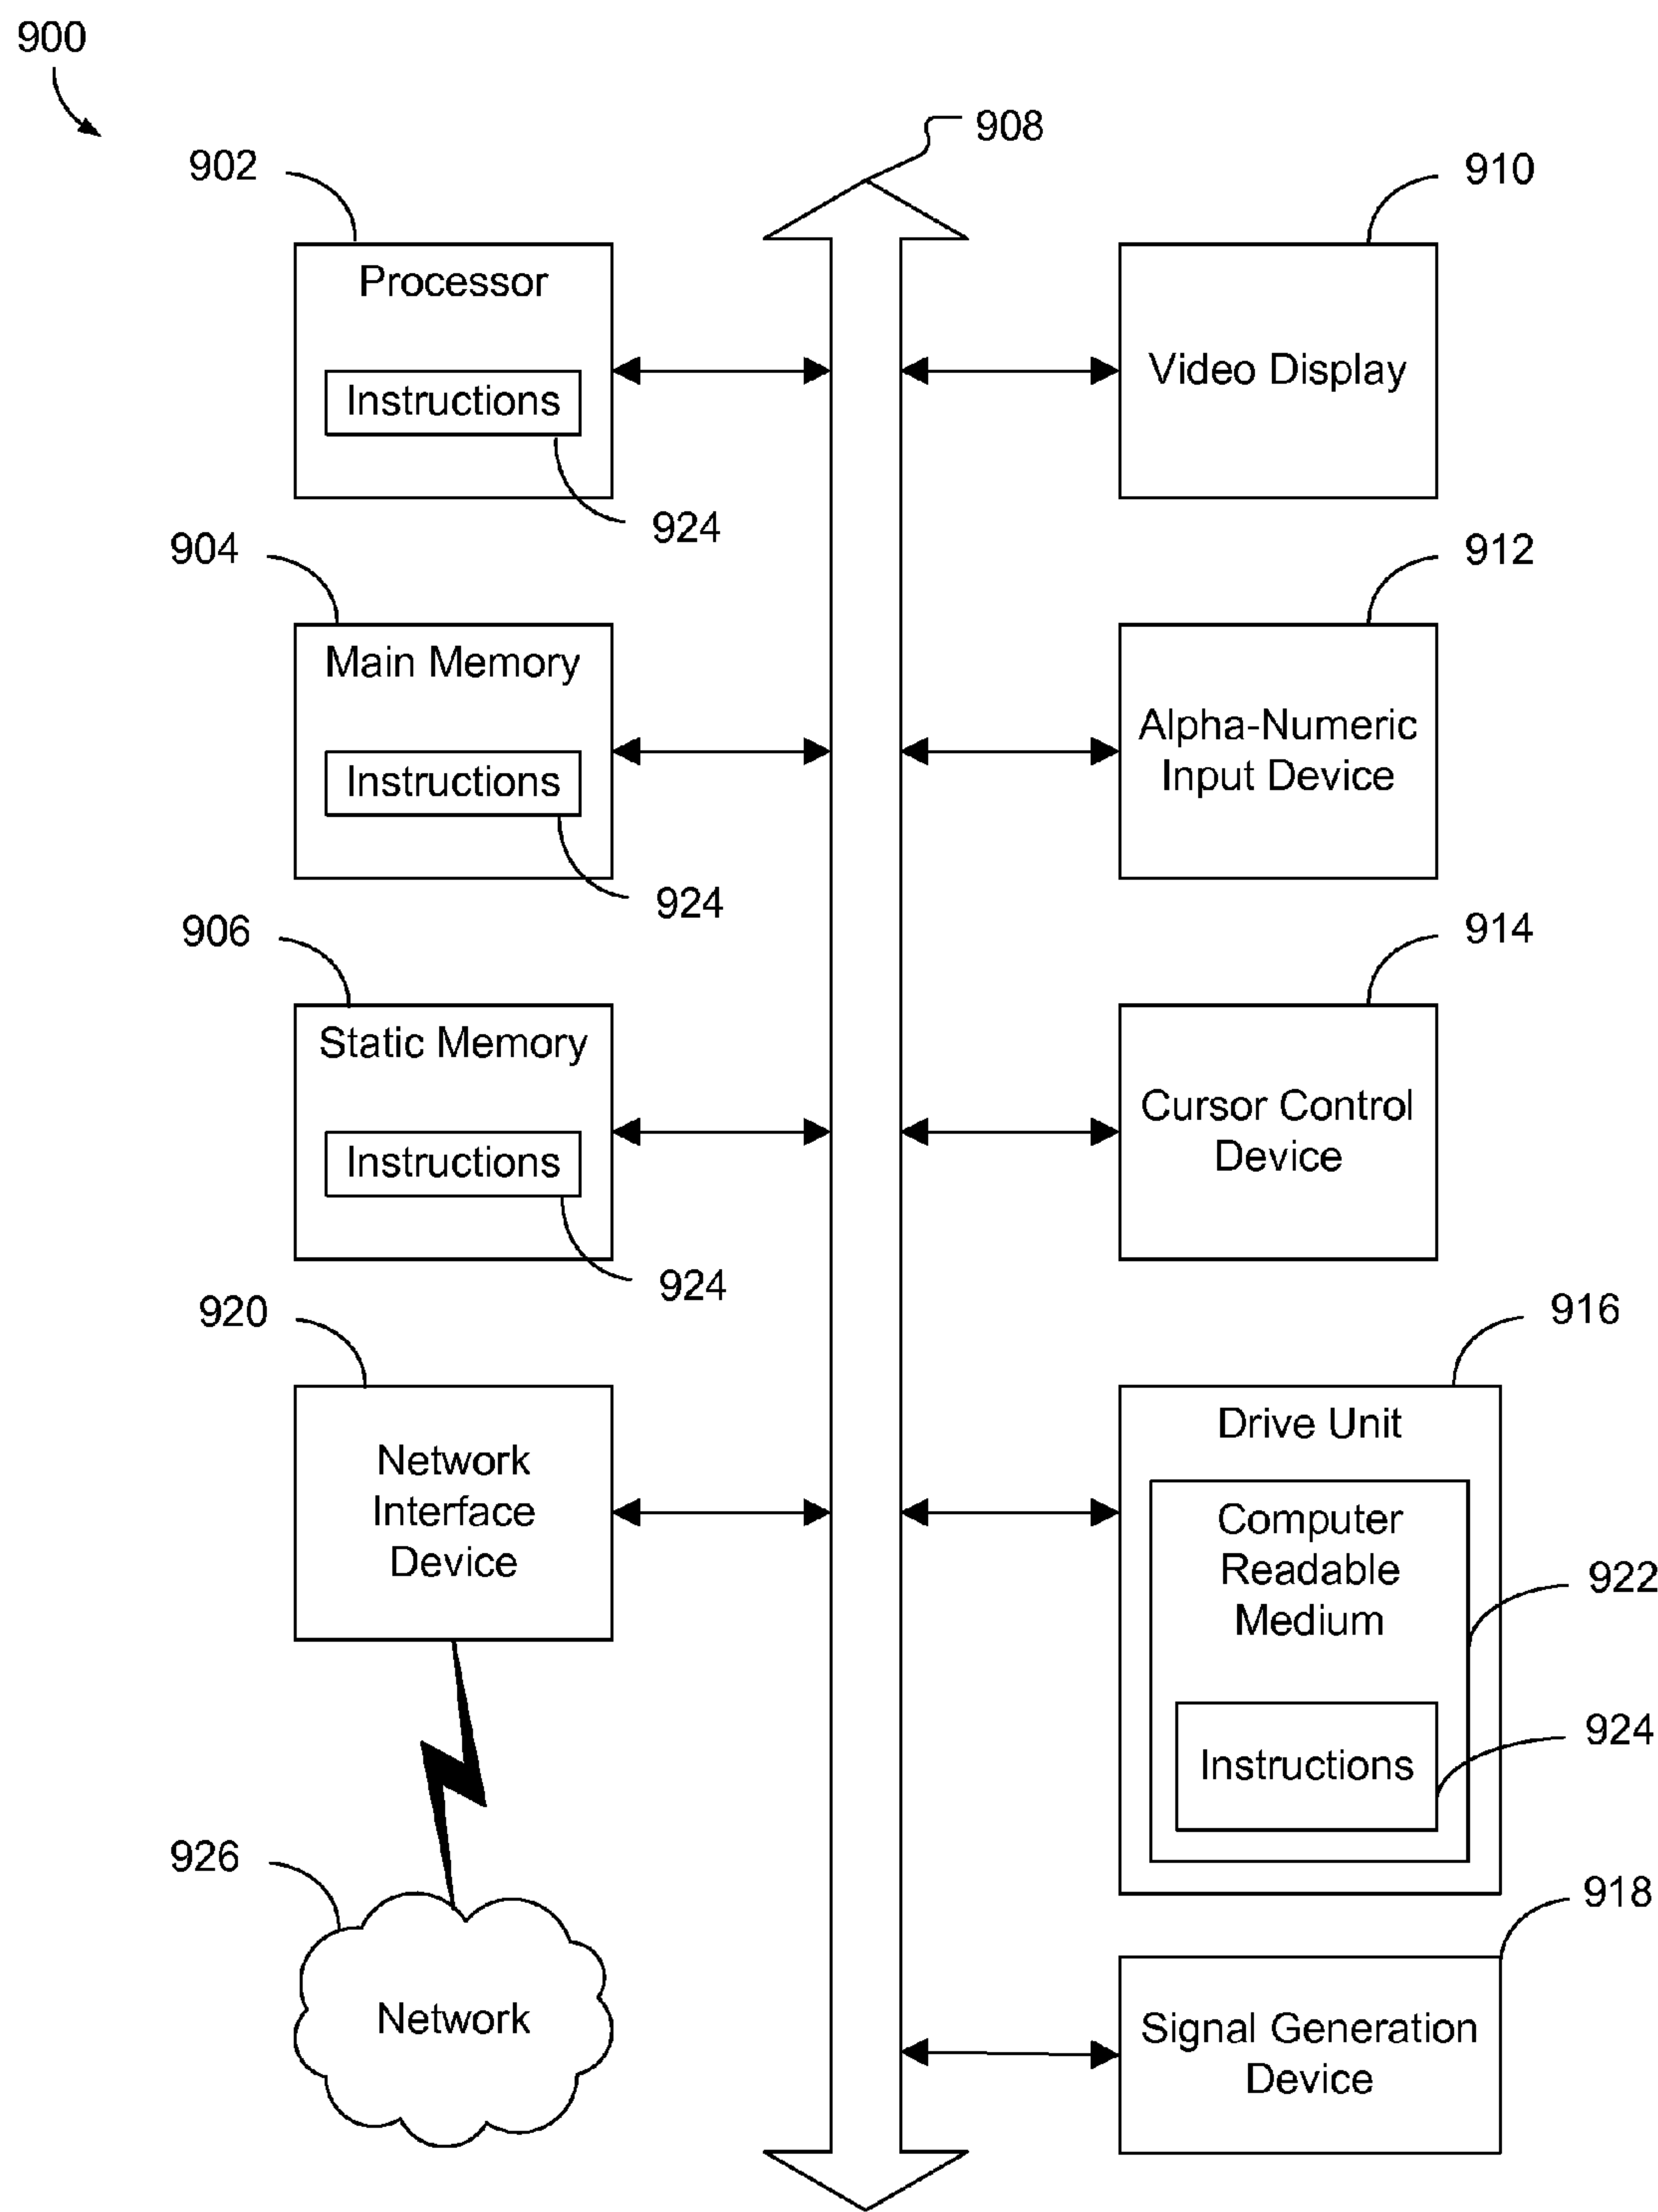 900
908
902
910
Processor
Video Display
Instructions
924
904
912
Main Memory
Alpha-Numeric
Input Device
Instructions
924
906
914
Static Memory
Cursor Control
Device
Instructions
924
920
916
Network
Interface
Device
Drive Unit
Computer
Readable
Medium
922
Instructions
924
926
918
Network
Signal Generation
Device